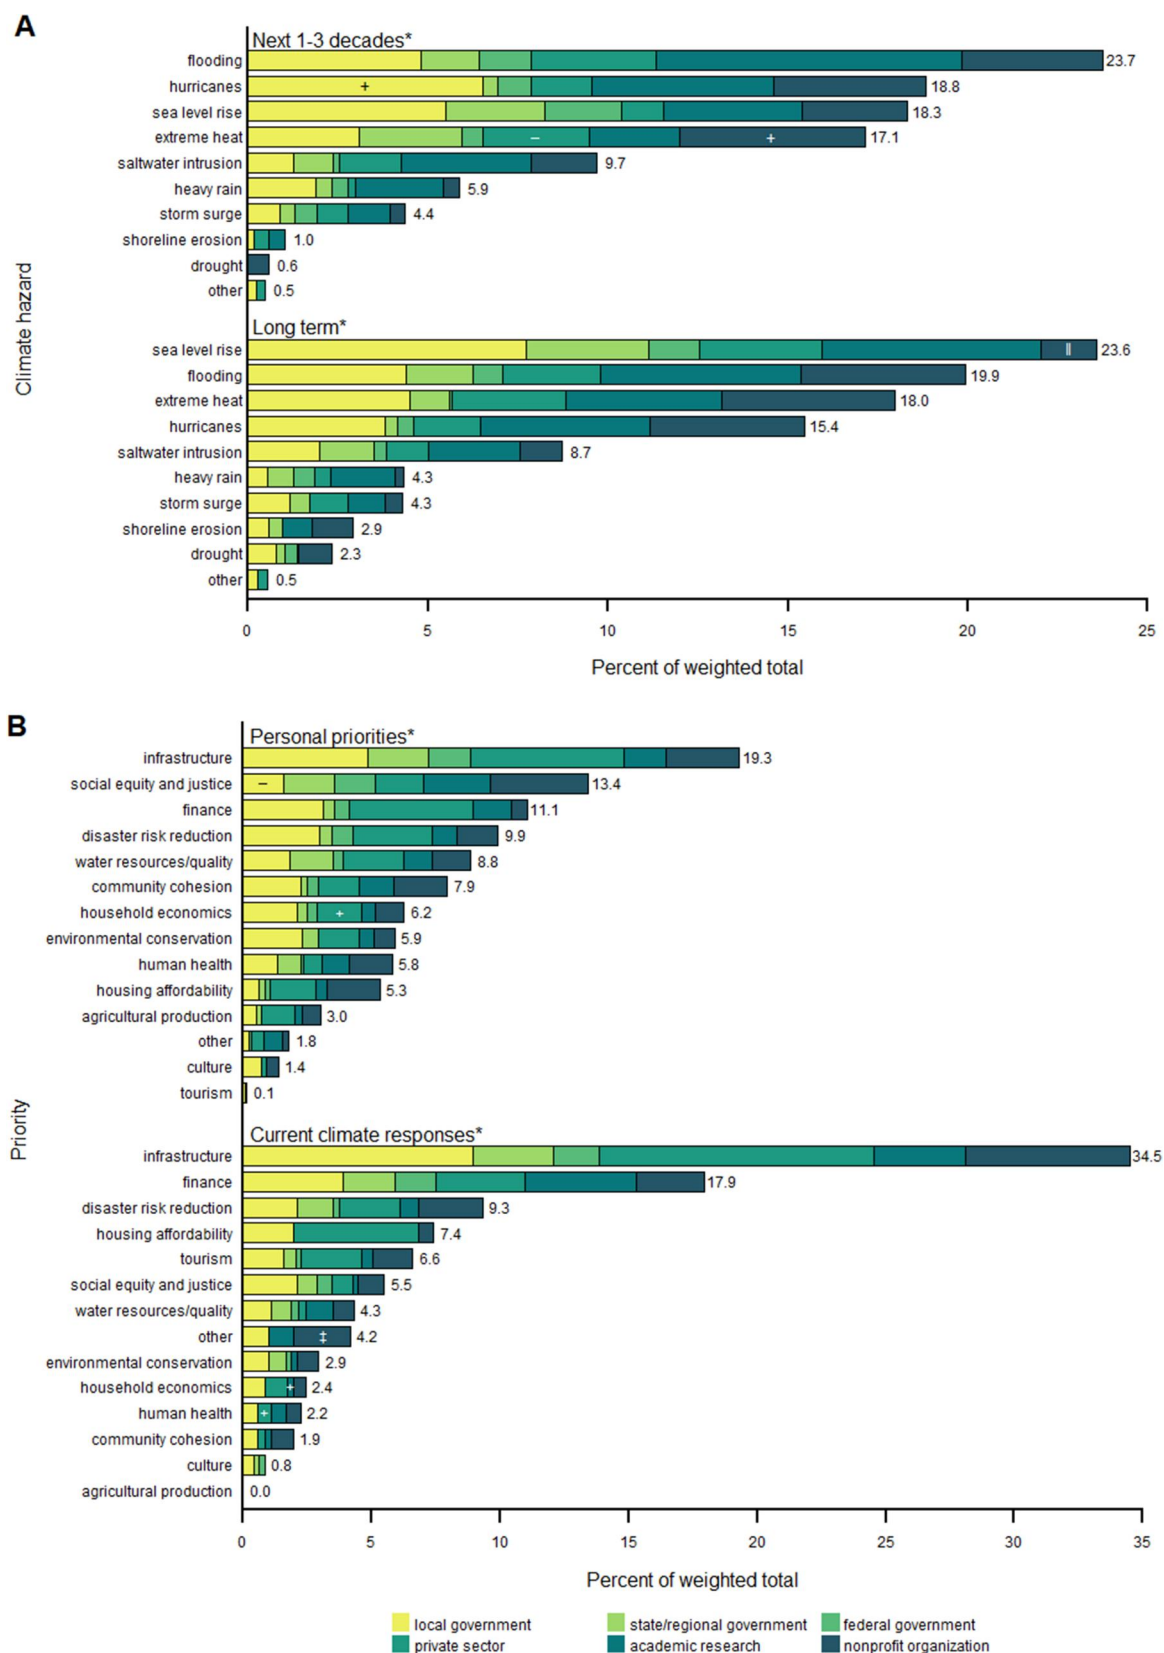 A
Next 1-3 decades*
flooding 23.7
hurricanes + 18.8
sea level rise 18.3
extreme heat – + 17.1
saltwater intrusion 9.7
heavy rain 5.9
storm surge 4.4
shoreline erosion 1.0
drought 0.6
other 0.5
Climate hazard
Long term*
sea level rise || 23.6
flooding 19.9
extreme heat 18.0
hurricanes 15.4
saltwater intrusion 8.7
heavy rain 4.3
storm surge 4.3
shoreline erosion 2.9
drought 2.3
other 0.5
0 5 10 15 20 25
Percent of weighted total
B
Personal priorities*
infrastructure 19.3
social equity and justice – 13.4
finance 11.1
disaster risk reduction 9.9
water resources/quality 8.8
community cohesion 7.9
household economics + 6.2
environmental conservation 5.9
human health 5.8
housing affordability 5.3
agricultural production 3.0
other 1.8
culture 1.4
tourism 0.1
Priority
Current climate responses*
infrastructure 34.5
finance 17.9
disaster risk reduction 9.3
housing affordability 7.4
tourism 6.6
social equity and justice 5.5
water resources/quality 4.3
other ‡ 4.2
environmental conservation 2.9
household economics + 2.4
human health + 2.2
community cohesion 1.9
culture 0.8
agricultural production 0.0
0 5 10 15 20 25 30 35
Percent of weighted total
local government state/regional government federal government
private sector academic research nonprofit organization